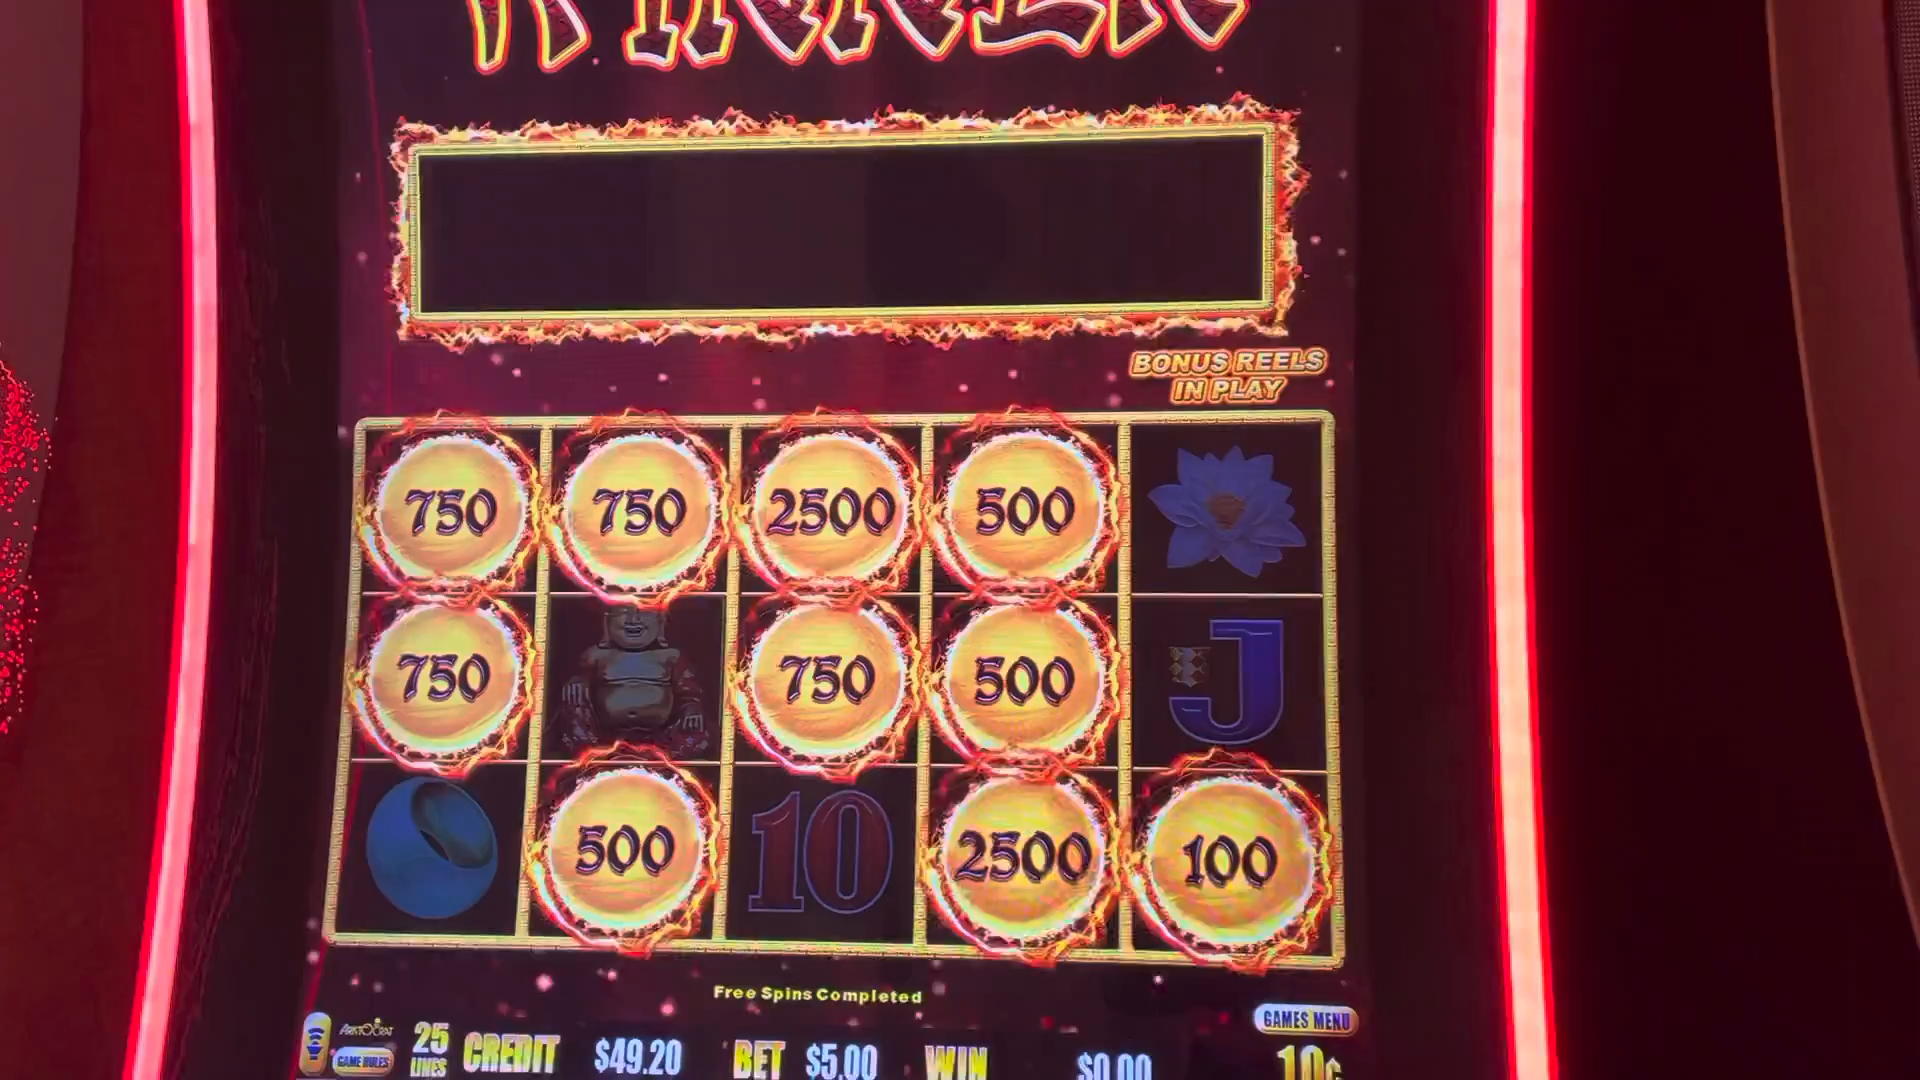 BONUS REELS
IN PLAY
750 750 2500 500
750 750 500 J
500 10 2500 100
Free Spins Completed
GAMES MENU
ARISTOCRAT
GAME RULES
25
LINES
CREDIT $49.20 BET $5.00 WIN $0.00 10¢